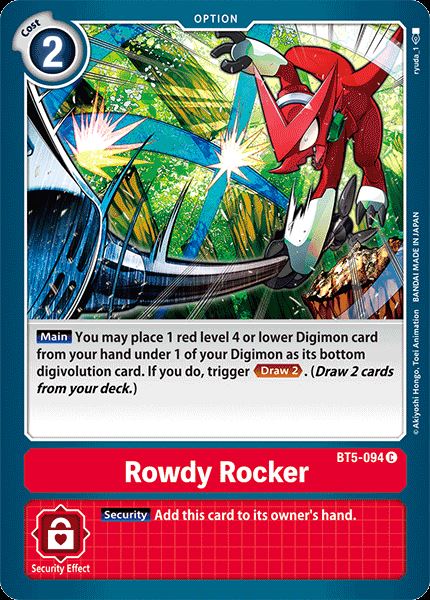 OPTION
Cost
2
ryuda_1
Main You may place 1 red level 4 or lower Digimon card
from your hand under 1 of your Digimon as its bottom
digivolution card. If you do, trigger Draw 2. (Draw 2 cards
from your deck.)
©Akiyoshi Hongo, Toei Animation BANDAI MADE IN JAPAN
BT5-094 C
Rowdy Rocker
Security Add this card to its owner's hand.
Security Effect